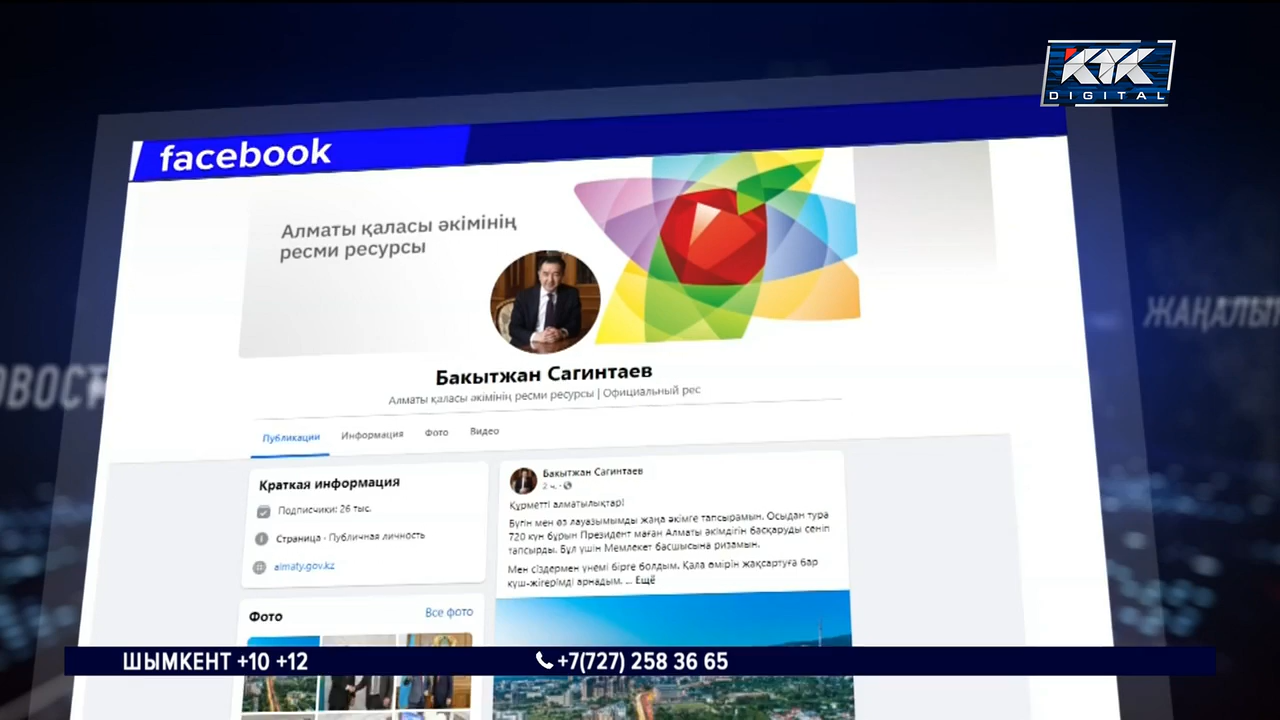 КТК
DIGITAL
facebook
Алматы қаласы әкімінің
ресми ресурсы
Бакытжан Сагинтаев
Алматы қаласы әкімінің ресми ресурсы | Официальный рес
ЖАҢАЛЫ
ОВОСТ
Публикации Информация Фото Видео
Краткая информация
Подписчики: 26 тыс.
Страница · Публичная личность
almaty.gov.kz
Фото
Все фото
Бакытжан Сагинтаев
2 ч. ·
Құрметті алматылықтар!
Бүгін мен өз лауазымымды жаңа әкімге тапсырамын. Осыдан тура
720 күн бұрын Президент маған Алматы әкімдігін басқаруды сеніп
тапсырды. Бұл үшін Мемлекет басшысына ризамын.
Мен сіздермен үнемі бірге болдым. Қала өмірін жақсартуға бар
күш-жігерімді арнадым. ... Ещё
ШЫМКЕНТ +10 +12
+7(727) 258 36 65